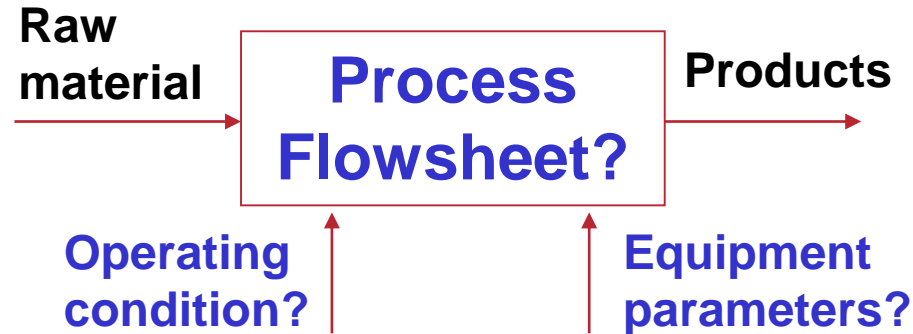 Raw
material
Process
Flowsheet?
Products
Operating
condition?
Equipment
parameters?